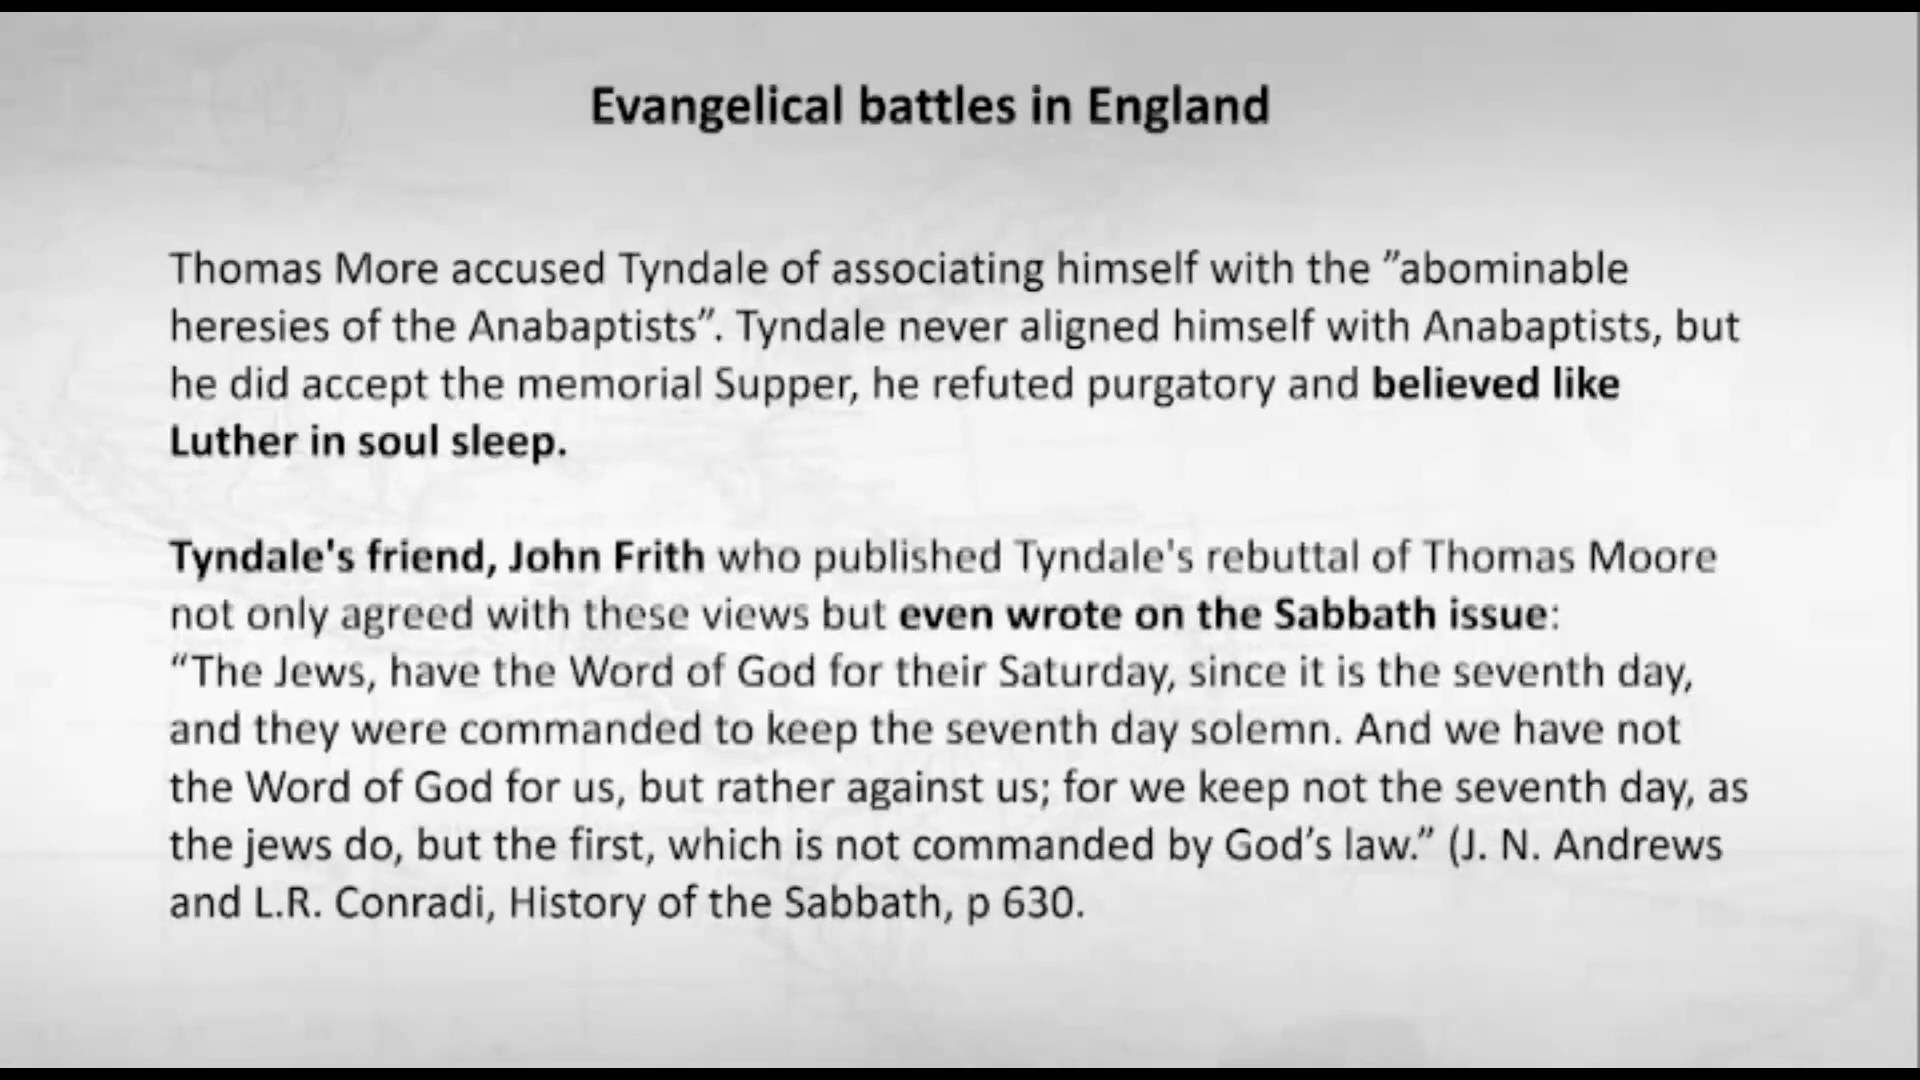 Evangelical battles in England
Thomas More accused Tyndale of associating himself with the ”abominable
heresies of the Anabaptists”. Tyndale never aligned himself with Anabaptists, but
he did accept the memorial Supper, he refuted purgatory and believed like
Luther in soul sleep.
Tyndale's friend, John Frith who published Tyndale's rebuttal of Thomas Moore
not only agreed with these views but even wrote on the Sabbath issue:
“The Jews, have the Word of God for their Saturday, since it is the seventh day,
and they were commanded to keep the seventh day solemn. And we have not
the Word of God for us, but rather against us; for we keep not the seventh day, as
the jews do, but the first, which is not commanded by God’s law.” (J. N. Andrews
and L.R. Conradi, History of the Sabbath, p 630.